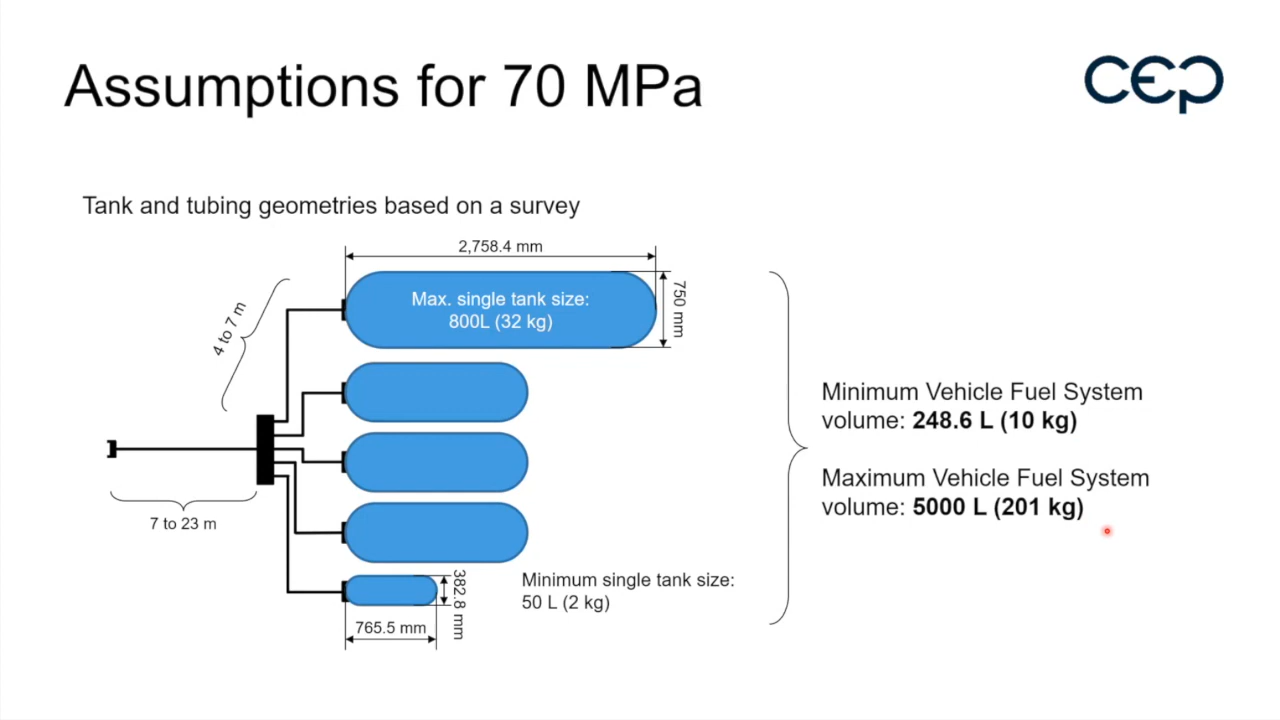 Assumptions for 70 MPa
cep
Tank and tubing geometries based on a survey
2,758.4 mm
750 mm
Max. single tank size:
800L (32 kg)
4 to 7 m
7 to 23 m
Minimum Vehicle Fuel System
volume: 248.6 L (10 kg)
Maximum Vehicle Fuel System
volume: 5000 L (201 kg)
382.8 mm
765.5 mm
Minimum single tank size:
50 L (2 kg)